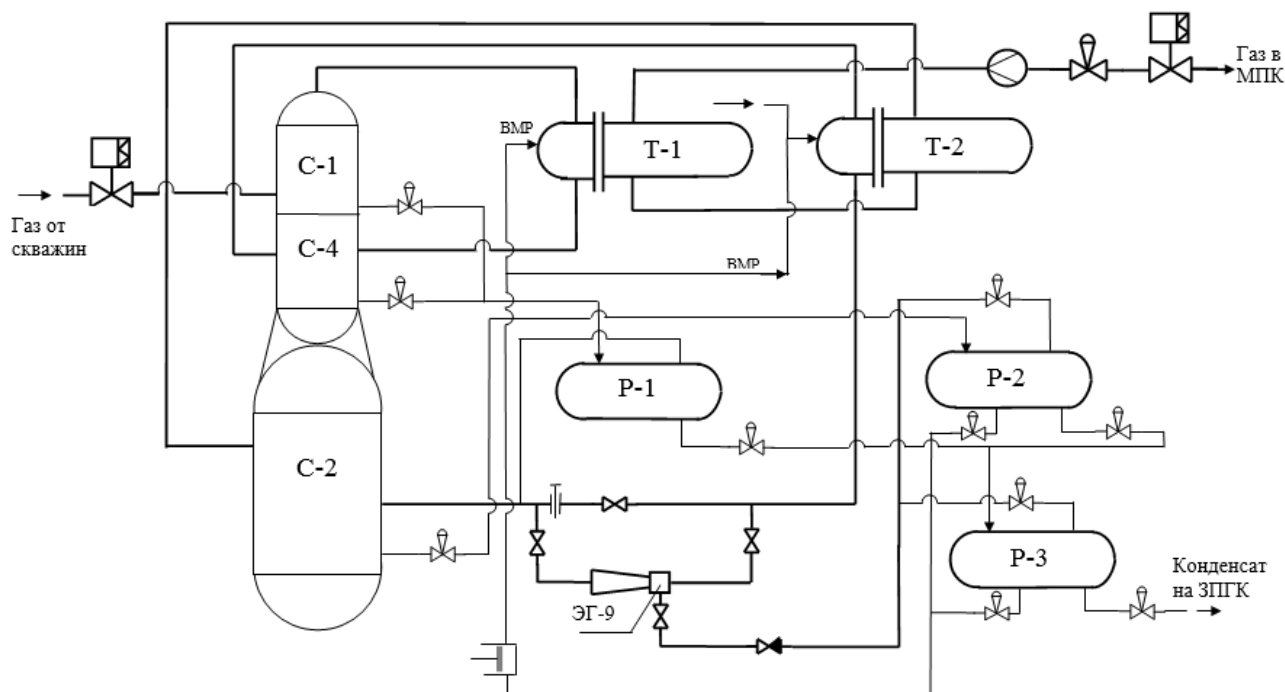 Газ в
МПК
ВМР
Т-1
Т-2
С-1
Газ от
скважин
С-4
ВМР
Р-1
Р-2
С-2
Р-3
Конденсат
на ЗПГК
ЭГ-9